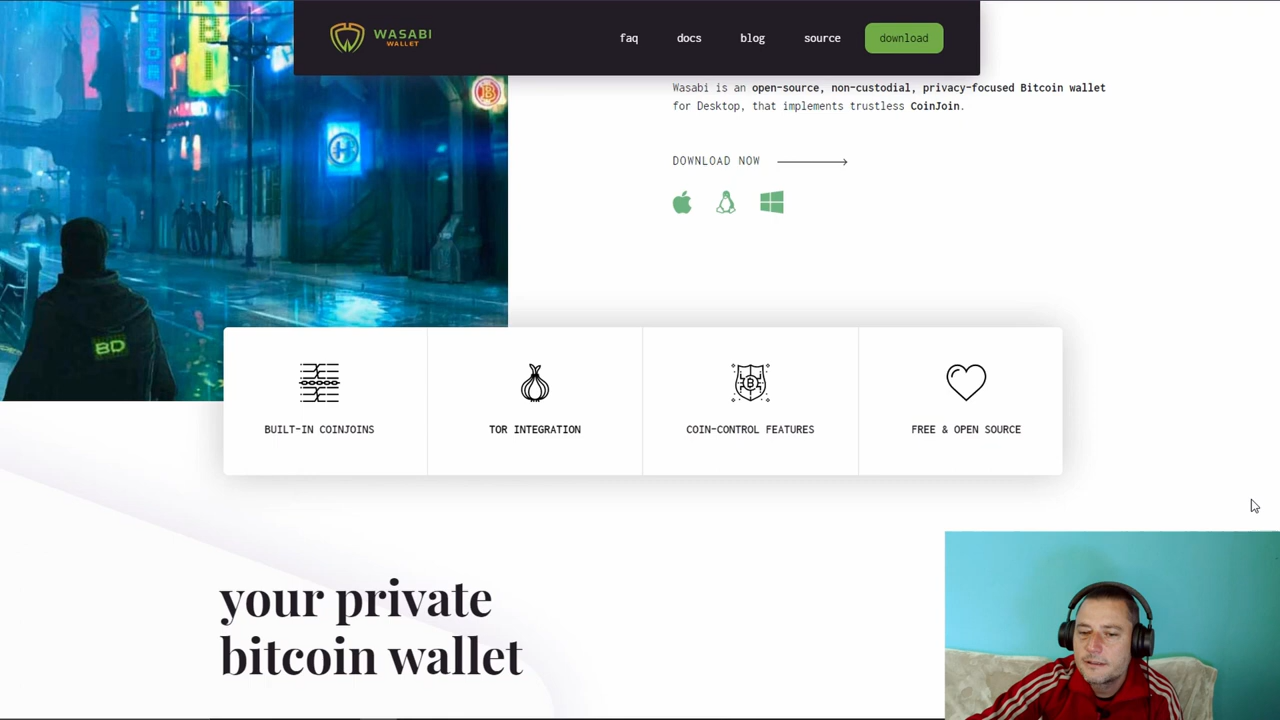 WASABI
WALLET
faq
docs
blog
source
download
Wasabi is an open-source, non-custodial, privacy-focused Bitcoin wallet
for Desktop, that implements trustless CoinJoin.
DOWNLOAD NOW
BD
BUILT-IN COINJOINS
TOR INTEGRATION
COIN-CONTROL FEATURES
FREE & OPEN SOURCE
your private
bitcoin wallet